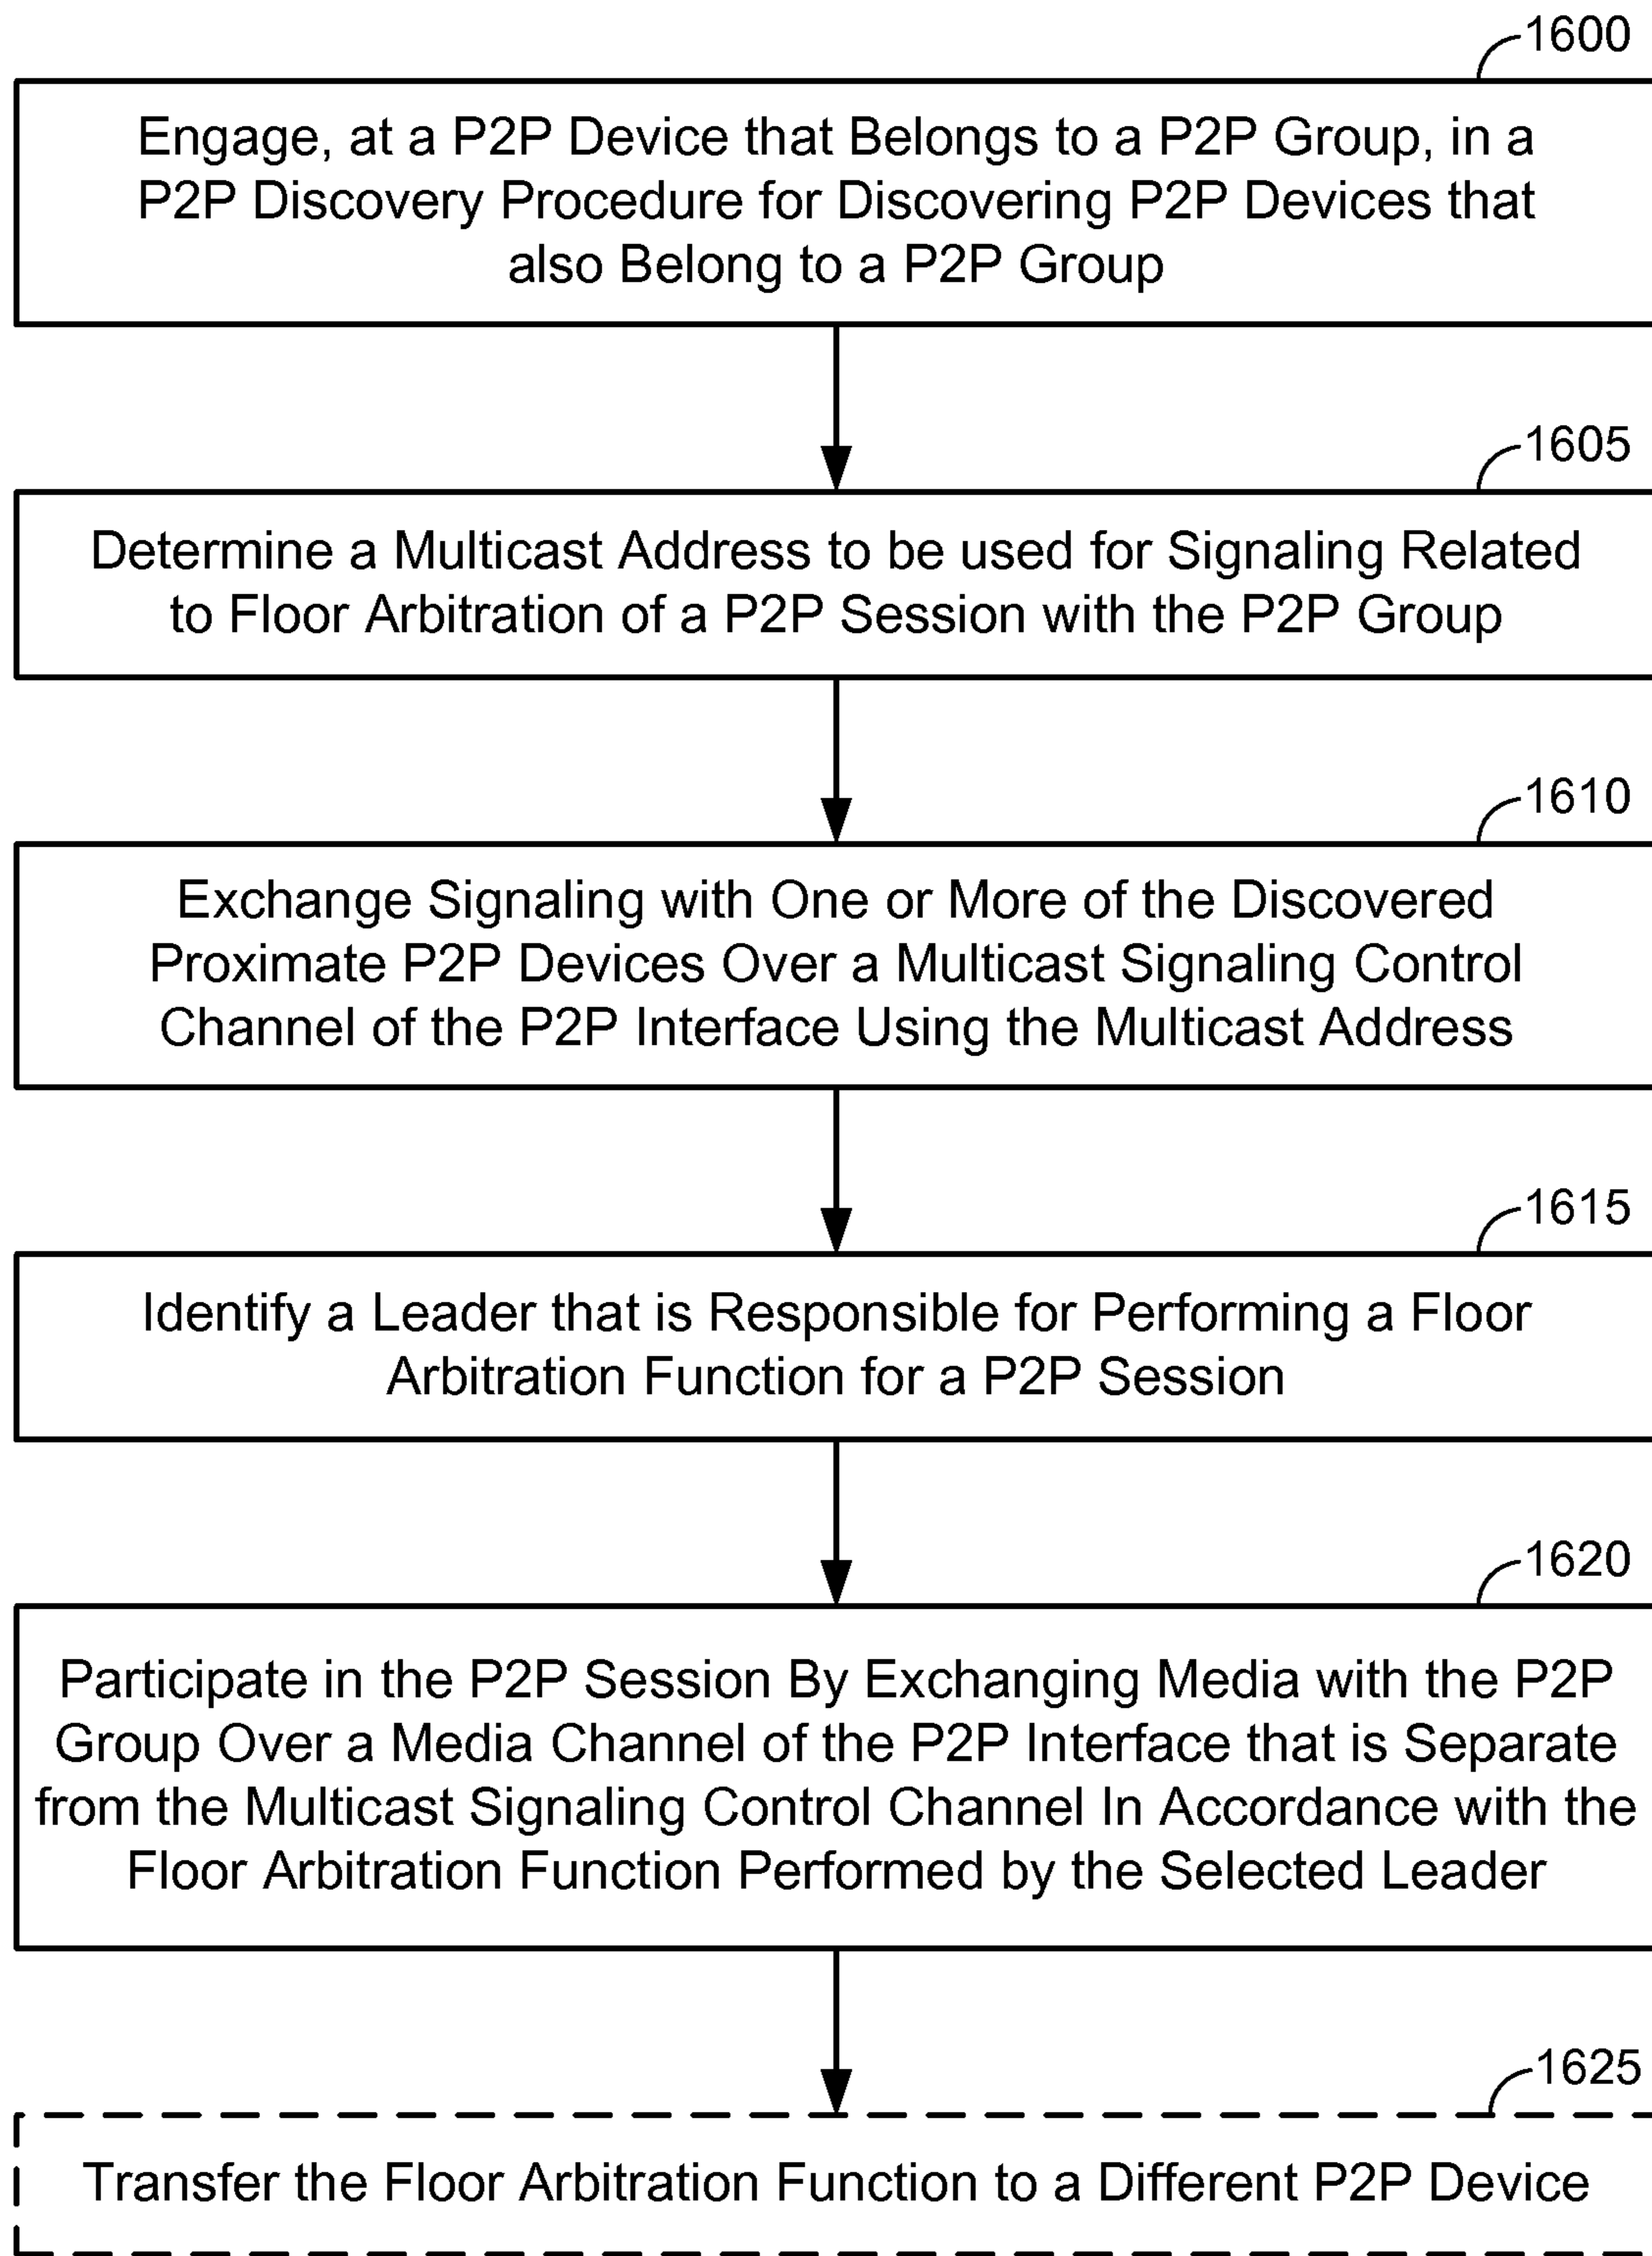 1600
Engage, at a P2P Device that Belongs to a P2P Group, in a
P2P Discovery Procedure for Discovering P2P Devices that
also Belong to a P2P Group
1605
Determine a Multicast Address to be used for Signaling Related
to Floor Arbitration of a P2P Session with the P2P Group
1610
Exchange Signaling with One or More of the Discovered
Proximate P2P Devices Over a Multicast Signaling Control
Channel of the P2P Interface Using the Multicast Address
1615
Identify a Leader that is Responsible for Performing a Floor
Arbitration Function for a P2P Session
1620
Participate in the P2P Session By Exchanging Media with the P2P
Group Over a Media Channel of the P2P Interface that is Separate
from the Multicast Signaling Control Channel In Accordance with the
Floor Arbitration Function Performed by the Selected Leader
1625
Transfer the Floor Arbitration Function to a Different P2P Device